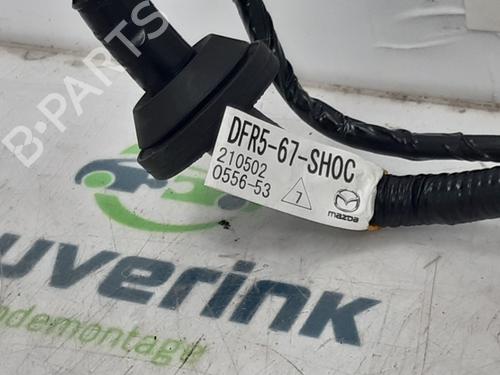 B-PARTS
DFR5-67-SH0C
210502
0556-53
7
mazda
uverink
ndemontage